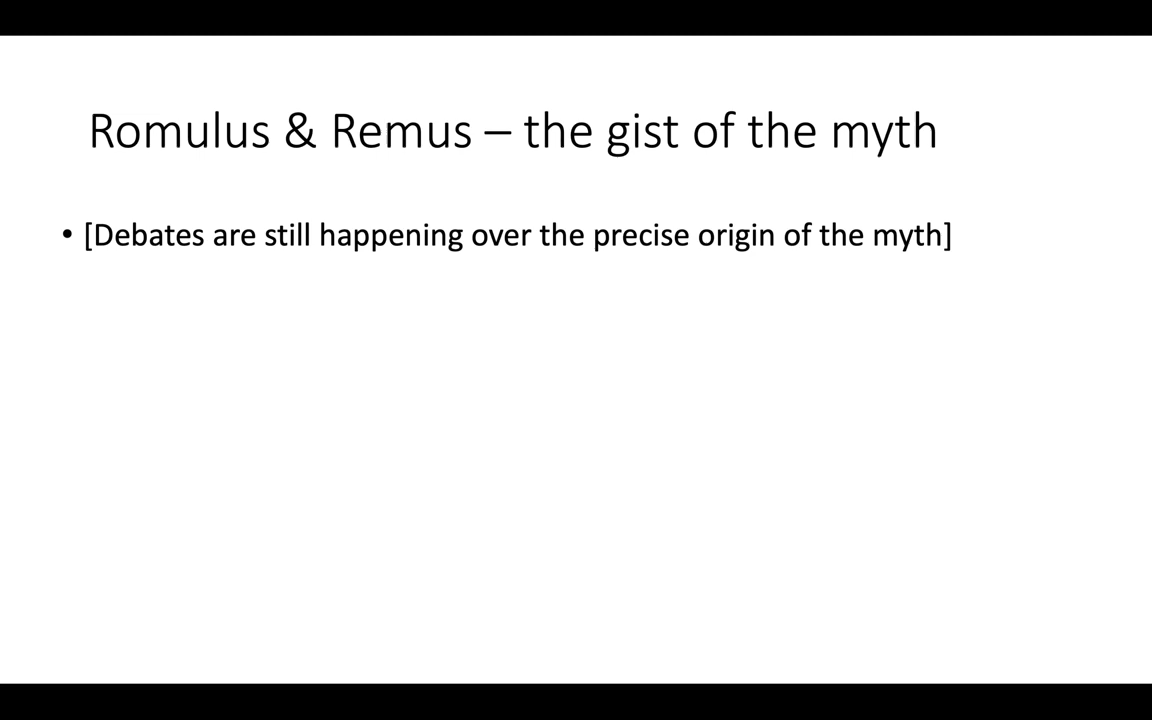 Romulus & Remus – the gist of the myth
• [Debates are still happening over the precise origin of the myth]